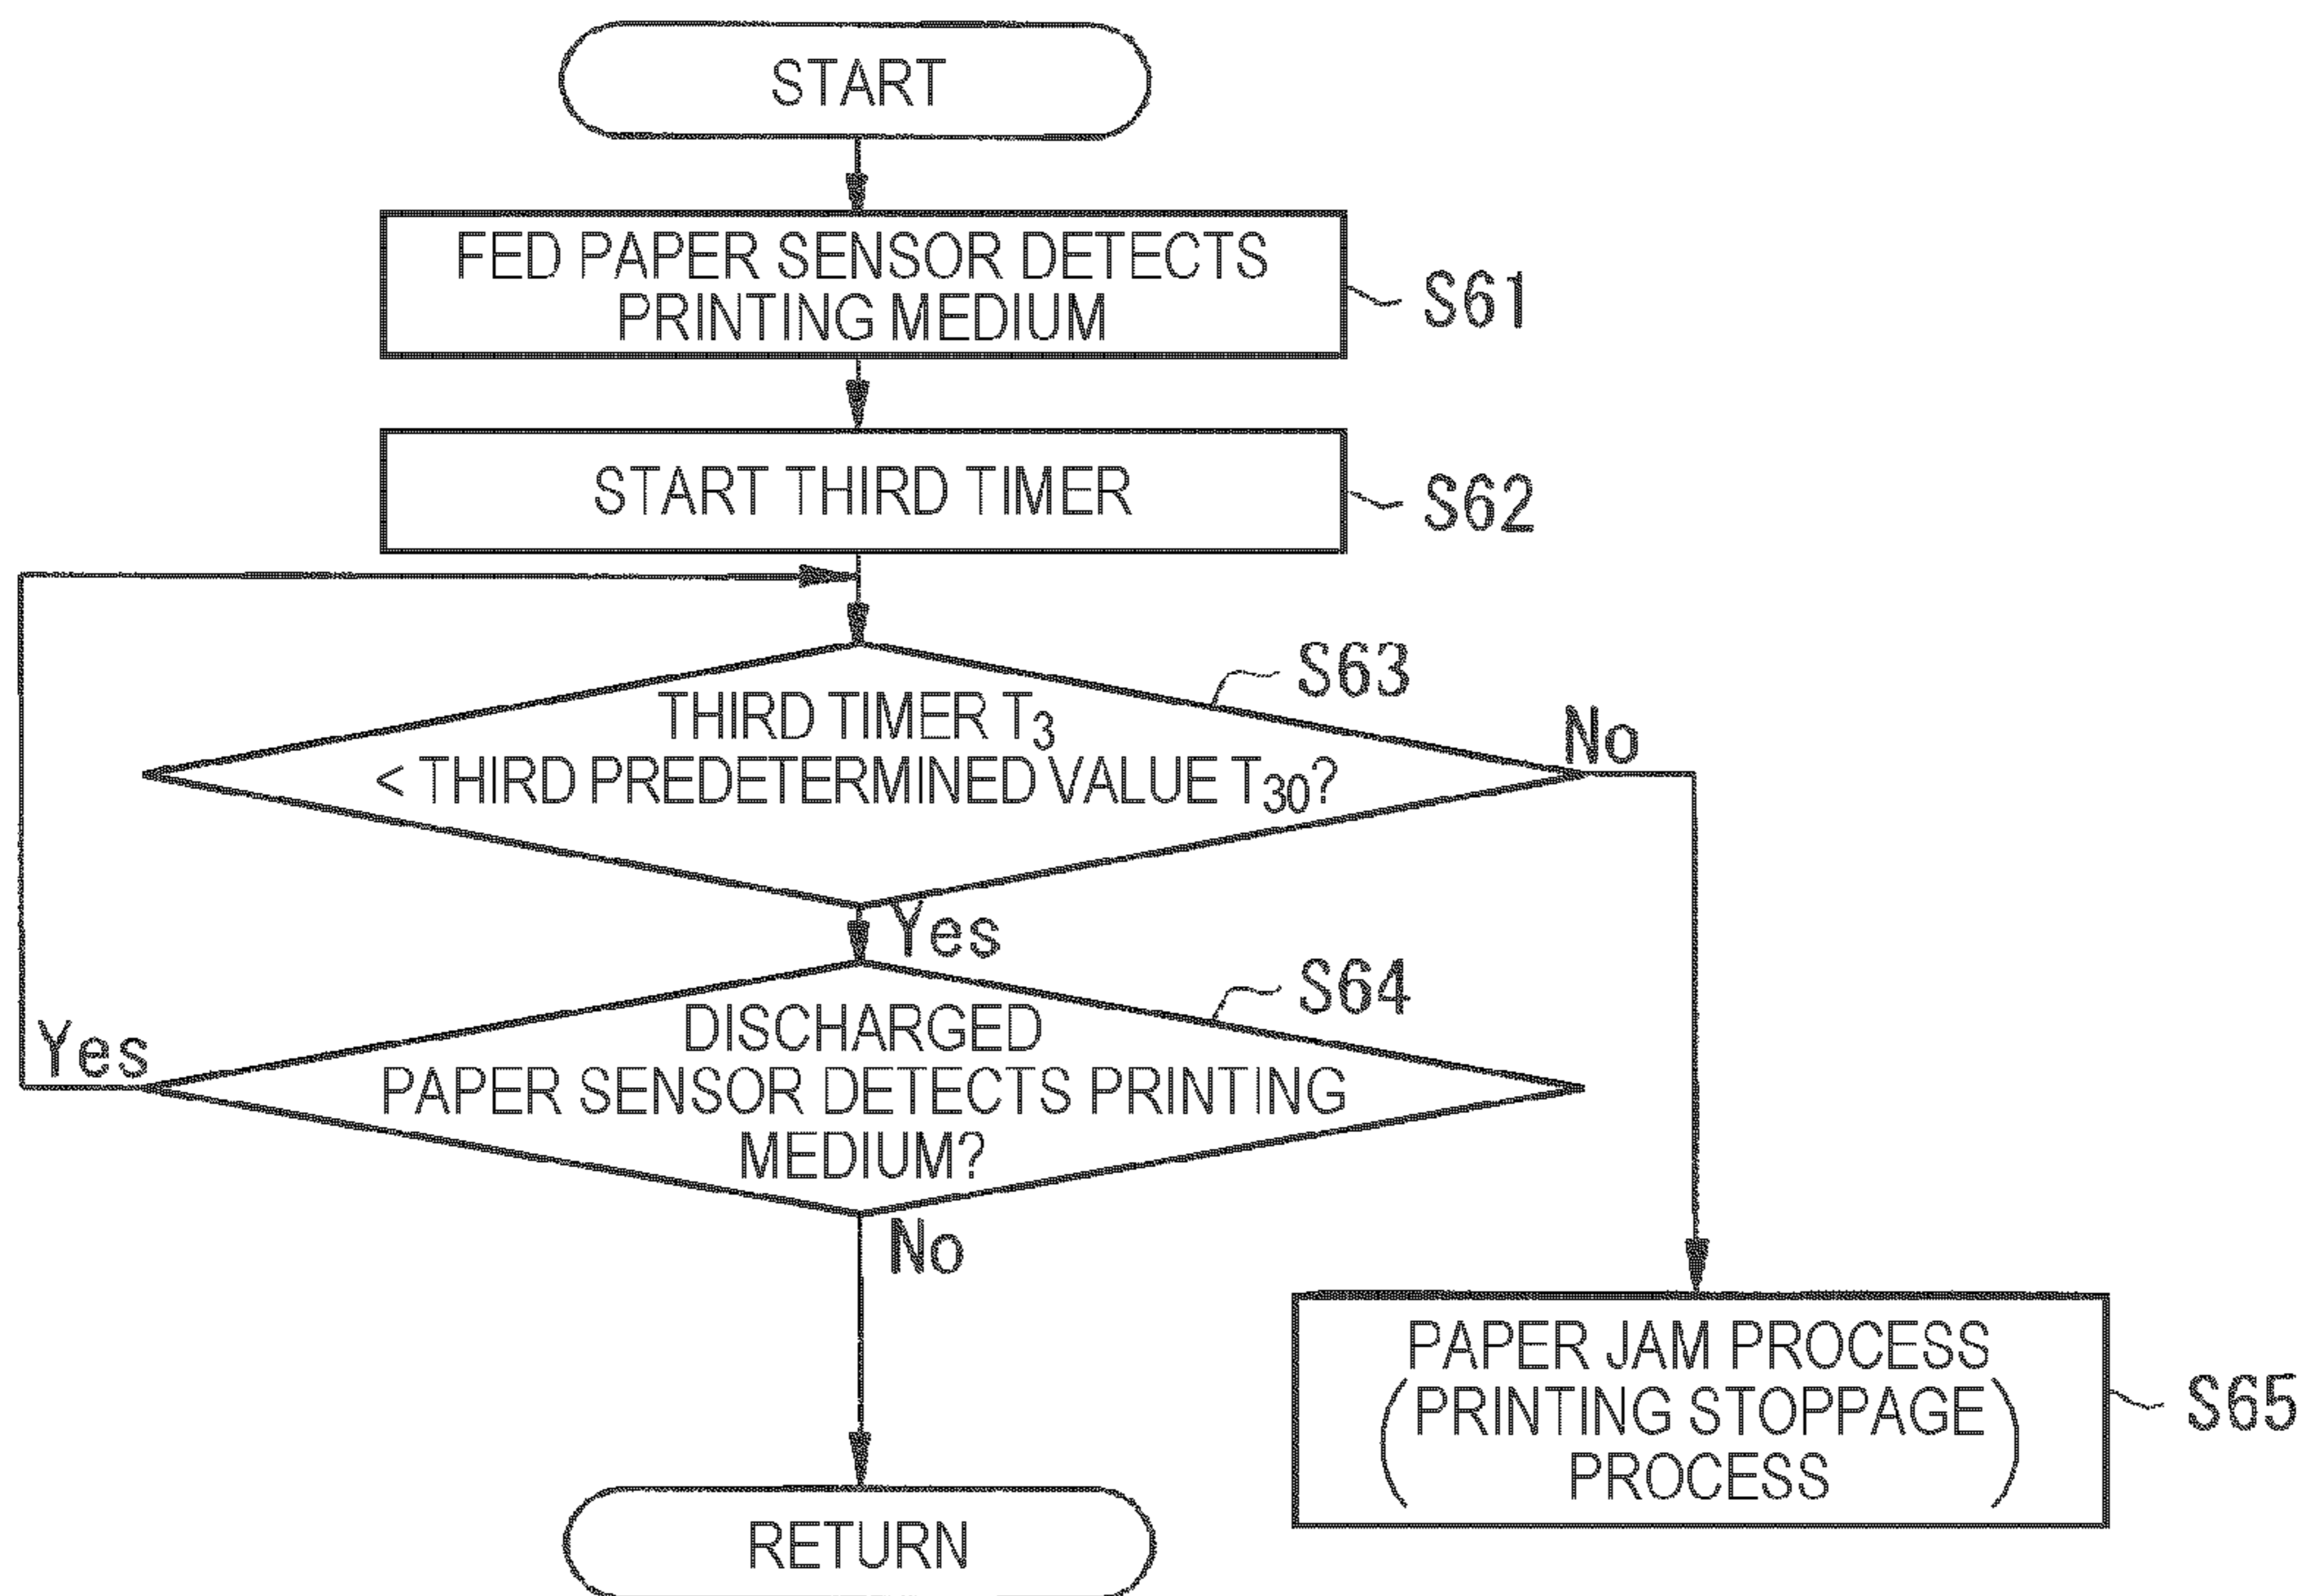 START
FED PAPER SENSOR DETECTS
PRINTING MEDIUM
S61
START THIRD TIMER
S62
S63
THIRD TIMER T3
< THIRD PREDETERMINED VALUE T30?
No
Yes
S64
DISCHARGED
PAPER SENSOR DETECTS PRINTING
MEDIUM?
Yes
No
PAPER JAM PROCESS
(PRINTING STOPPAGE
PROCESS)
S65
RETURN